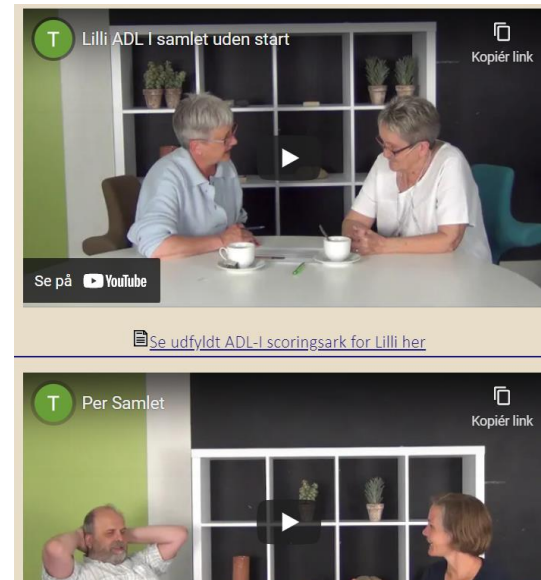 T
Lilli ADL I samlet uden start
Kopiér link
Se på YouTube
Se udfyldt ADL-I scoringsark for Lilli her
T
Per Samlet
Kopiér link